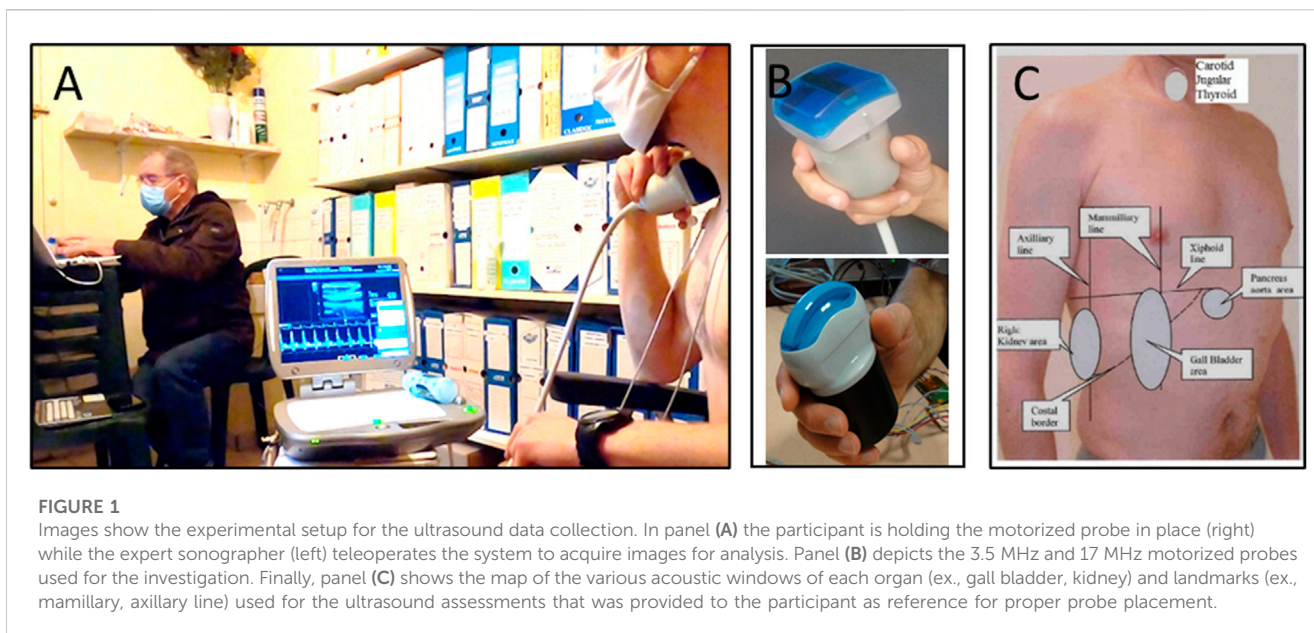 A
B
C
Carotid
Jugular
Thyroid
Mammiliary
line
Axilliary
line
Xiphoid
line
Pancreas
aorta area
Right
Kidney area
Gall Bladder
area
Costal
border
FIGURE 1
Images show the experimental setup for the ultrasound data collection. In panel (A) the participant is holding the motorized probe in place (right)
while the expert sonographer (left) teleoperates the system to acquire images for analysis. Panel (B) depicts the 3.5 MHz and 17 MHz motorized probes
used for the investigation. Finally, panel (C) shows the map of the various acoustic windows of each organ (ex., gall bladder, kidney) and landmarks (ex.,
mamillary, axillary line) used for the ultrasound assessments that was provided to the participant as reference for proper probe placement.